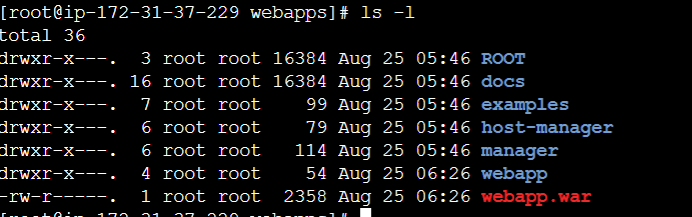 [root@ip-172-31-37-229 webapps]# ls -l
total 36
drwxr-x---.  3 root root 16384 Aug 25 05:46 ROOT
drwxr-x---. 16 root root 16384 Aug 25 05:46 docs
drwxr-x---.  7 root root    99 Aug 25 05:46 examples
drwxr-x---.  6 root root    79 Aug 25 05:46 host-manager
drwxr-x---.  6 root root   114 Aug 25 05:46 manager
drwxr-x---.  4 root root    54 Aug 25 06:26 webapp
-rw-r-----.  1 root root  2358 Aug 25 06:26 webapp.war
[root@ip-172-31-37-229 webapps]#